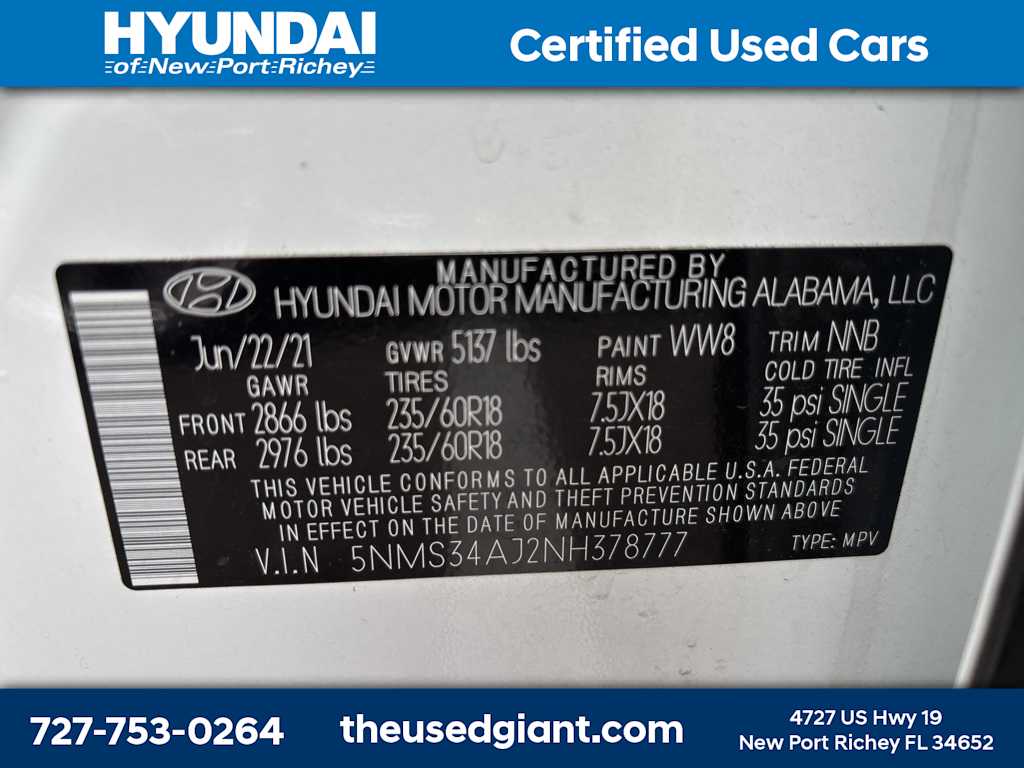 HYUNDAI
of New Port Richey
Certified Used Cars
MANUFACTURED BY
HYUNDAI MOTOR MANUFACTURING ALABAMA, LLC
Jun/22/21 GVWR 5137 lbs PAINT WW8 TRIM NNB
GAWR TIRES RIMS COLD TIRE INFL
FRONT 2866 lbs 235/60R18 7.5JX18 35 psi SINGLE
REAR 2976 lbs 235/60R18 7.5JX18 35 psi SINGLE
THIS VEHICLE CONFORMS TO ALL APPLICABLE U.S.A. FEDERAL
MOTOR VEHICLE SAFETY AND THEFT PREVENTION STANDARDS
IN EFFECT ON THE DATE OF MANUFACTURE SHOWN ABOVE
V.I.N 5NMS34AJ2NH378777 TYPE: MPV
727-753-0264
theusedgiant.com
4727 US Hwy 19
New Port Richey FL 34652